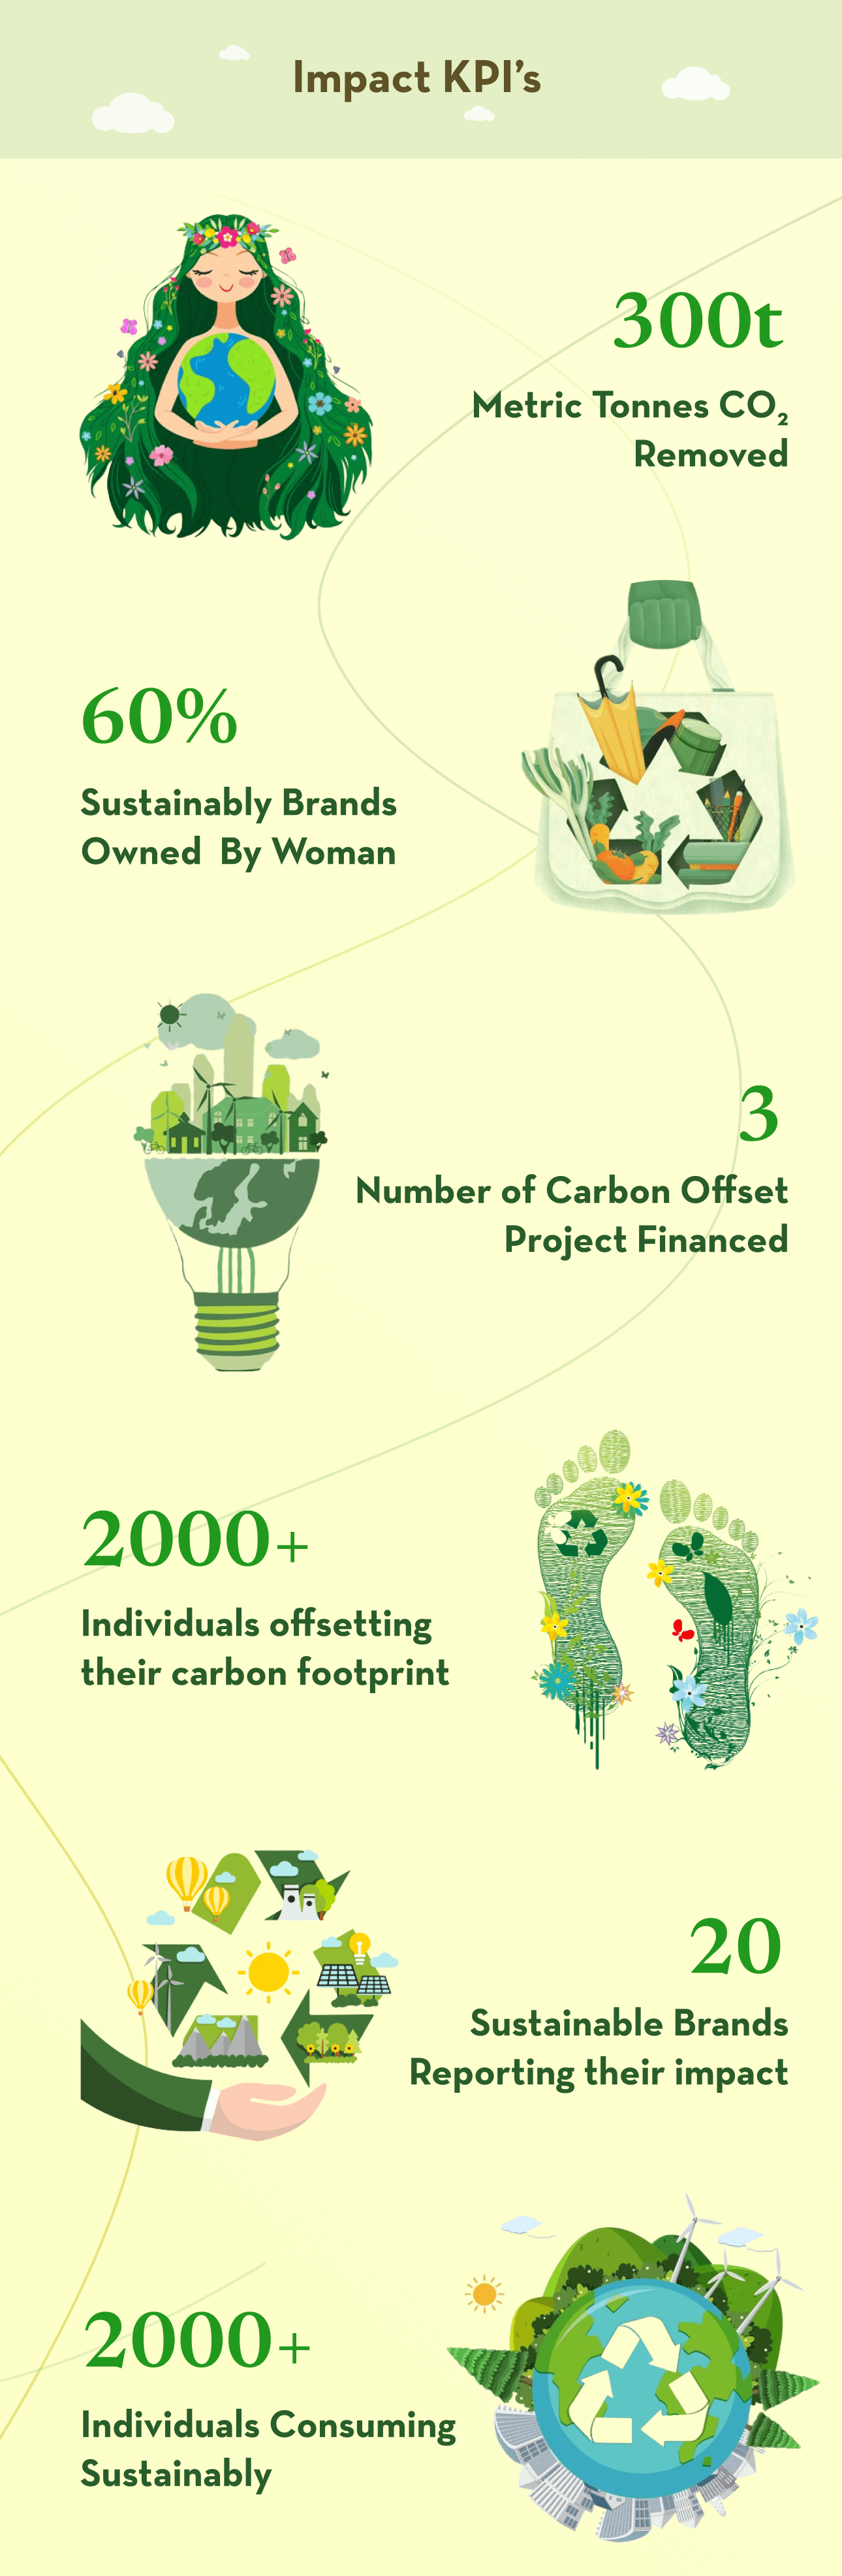 Impact KPI’s
300t
Metric Tonnes CO₂
Removed
60%
Sustainably Brands
Owned  By Woman
3
Number of Carbon Offset
Project Financed
2000+
Individuals offsetting
their carbon footprint
20
Sustainable Brands
Reporting their impact
2000+
Individuals Consuming
Sustainably